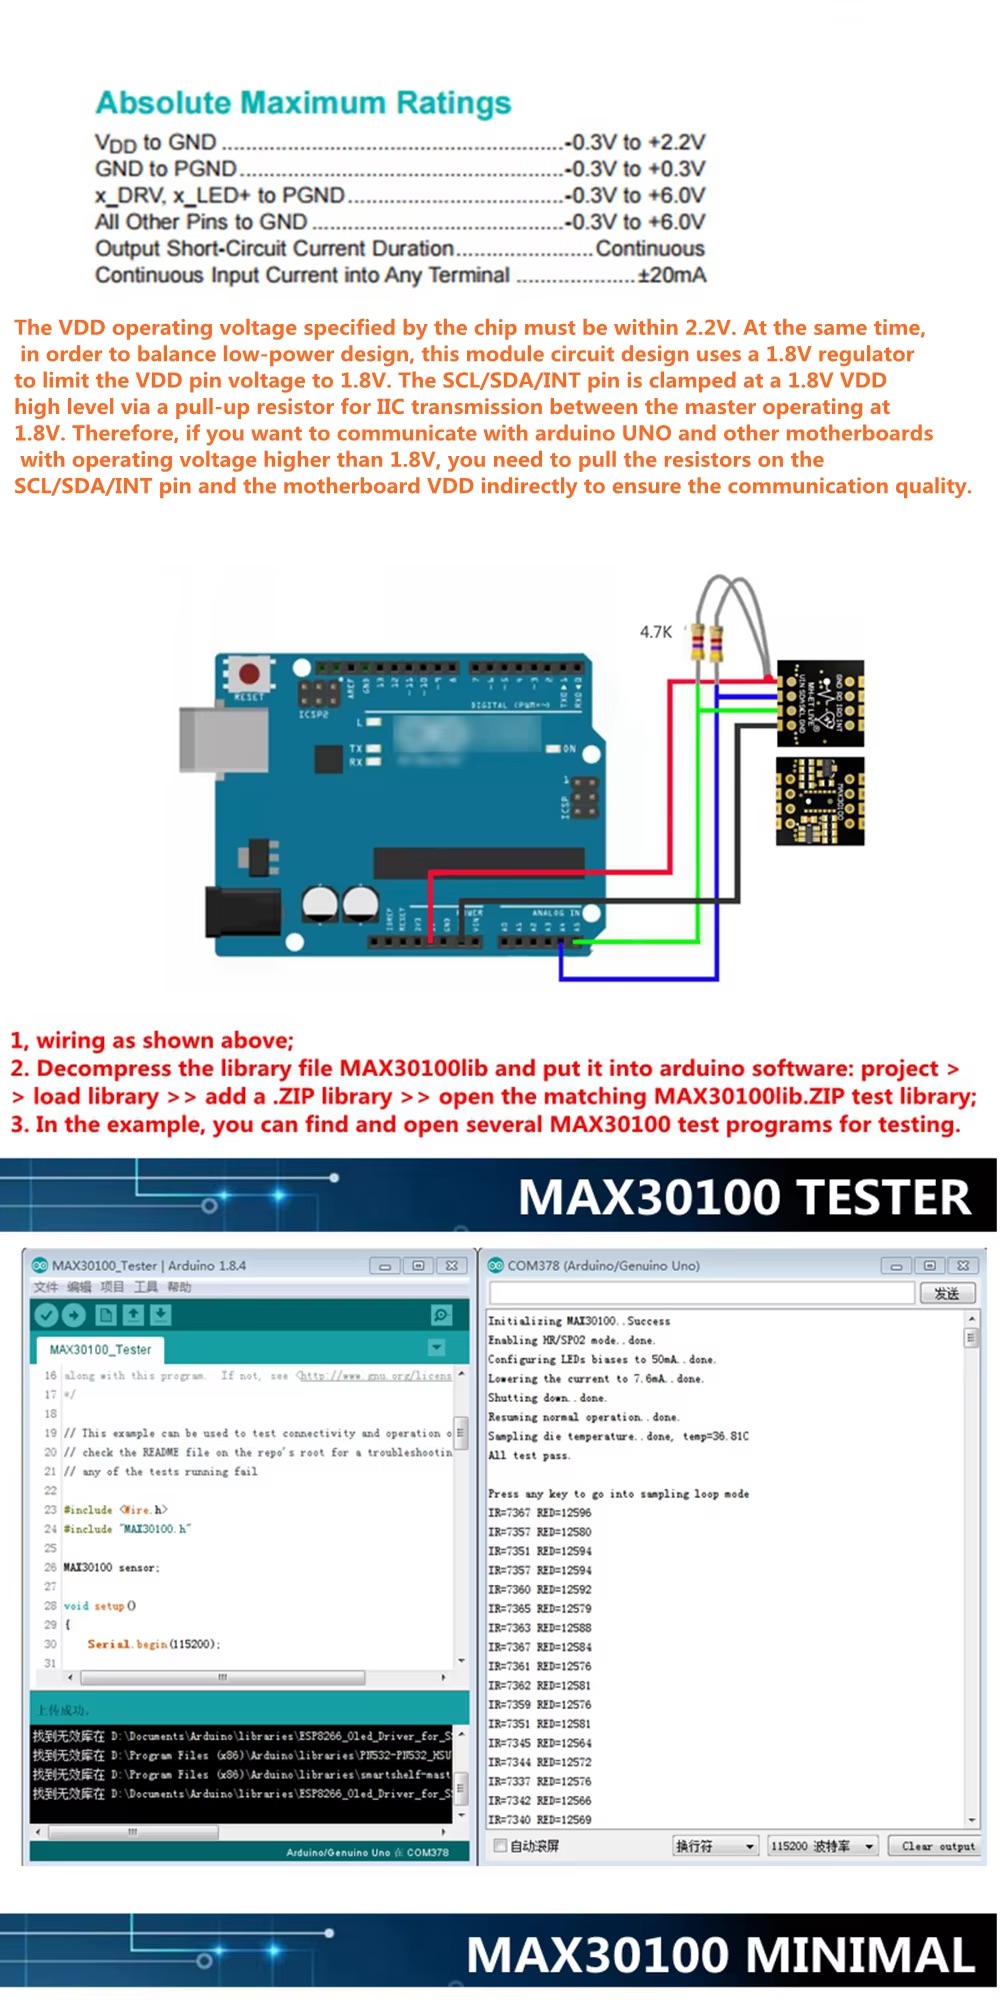 Absolute Maximum Ratings
VDD to GND ........................................................-0.3V to +2.2V
GND to PGND......................................................-0.3V to +0.3V
x_DRV, x_LED+ to PGND....................................-0.3V to +6.0V
All Other Pins to GND ..........................................-0.3V to +6.0V
Output Short-Circuit Current Duration.......................Continuous
Continuous Input Current into Any Terminal ....................±20mA
The VDD operating voltage specified by the chip must be within 2.2V. At the same time,
in order to balance low-power design, this module circuit design uses a 1.8V regulator
to limit the VDD pin voltage to 1.8V. The SCL/SDA/INT pin is clamped at a 1.8V VDD
high level via a pull-up resistor for IIC transmission between the master operating at
1.8V. Therefore, if you want to communicate with arduino UNO and other motherboards
with operating voltage higher than 1.8V, you need to pull the resistors on the
SCL/SDA/INT pin and the motherboard VDD indirectly to ensure the communication quality.
4.7K
RESET
ICSP2
AREF
GND
13
12
~11
~10
~9
8
7
~6
~5
4
~3
2
TX0▶1
RX0◀0
DIGITAL (PWM=~)
L
TX
RX
ON
1
ICSP
IOREF
RESET
3V3
GND
VIN
POWER
ANALOG IN
A0
A1
A2
A3
A4
A5
VIN SDA SCL GND
MH-ET LIVE
GND RD IRD INT
MAX30100
1, wiring as shown above;
2. Decompress the library file MAX30100lib and put it into arduino software: project >
> load library >> add a .ZIP library >> open the matching MAX30100lib.ZIP test library;
3. In the example, you can find and open several MAX30100 test programs for testing.
MAX30100 TESTER
MAX30100_Tester | Arduino 1.8.4
文件 编辑 项目 工具 帮助
MAX30100_Tester
16 along with this program. If not, see <http://www.gnu.org/licens
17 */
18
19 // This example can be used to test connectivity and operation o
20 // check the README file on the repo's root for a troubleshootin
21 // any of the tests running fail
22
23 #include <Wire.h>
24 #include "MAX30100.h"
25
26 MAX30100 sensor;
27
28 void setup()
29 {
30 Serial.begin(115200);
31
上传成功。
找到无效库在 D:\Documents\Arduino\libraries\ESP8266_Oled_Driver_for_S
找到无效库在 D:\Program Files (x86)\Arduino\libraries\PN532-PN532_HSU
找到无效库在 D:\Program Files (x86)\Arduino\libraries\smartshelf-mast
找到无效库在 D:\Documents\Arduino\libraries\ESP8266_Oled_Driver_for_S
Arduino/Genuino Uno 在 COM378
COM378 (Arduino/Genuino Uno)
发送
Initializing MAX30100..Success
Enabling HR/SPO2 mode..done.
Configuring LEDs biases to 50mA..done.
Lowering the current to 7.6mA..done.
Shutting down..done.
Resuming normal operation..done.
Sampling die temperature..done, temp=36.81C
All test pass.
Press any key to go into sampling loop mode
IR=7367 RED=12596
IR=7357 RED=12580
IR=7351 RED=12594
IR=7357 RED=12594
IR=7360 RED=12592
IR=7365 RED=12579
IR=7363 RED=12588
IR=7367 RED=12584
IR=7361 RED=12576
IR=7362 RED=12581
IR=7359 RED=12576
IR=7351 RED=12581
IR=7345 RED=12564
IR=7344 RED=12572
IR=7337 RED=12576
IR=7342 RED=12566
IR=7340 RED=12569
自动滚屏
换行符
115200 波特率
Clear output
MAX30100 MINIMAL